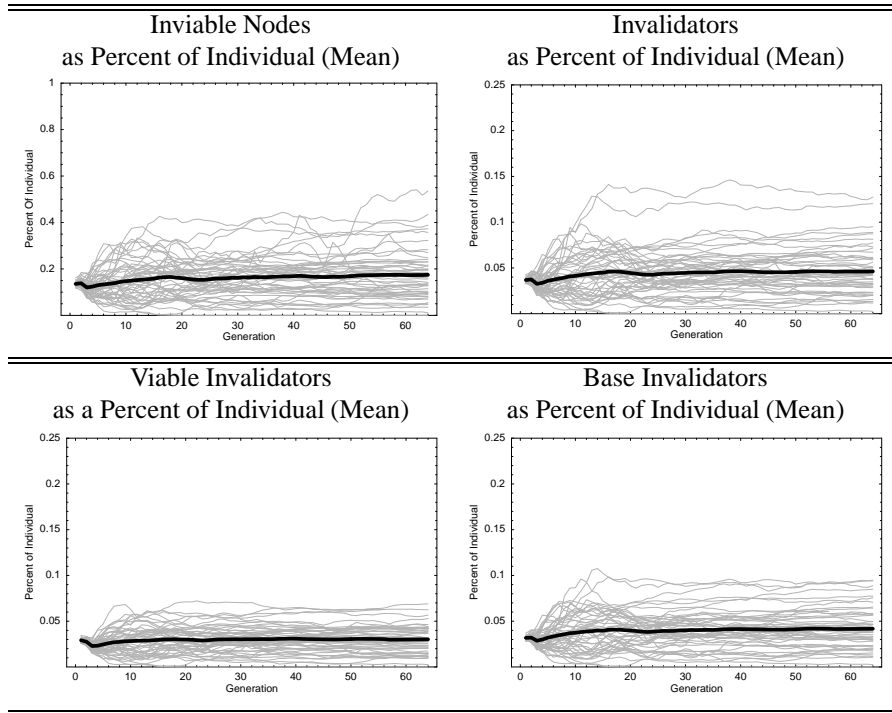 Inviable Nodes
as Percent of Individual (Mean)
1
0.8
0.6
0.4
0.2
Percent Of Individual
0 10 20 30 40 50 60
Generation
Invalidators
as Percent of Individual (Mean)
0.25
0.2
0.15
0.1
0.05
Percent of Individual
0 10 20 30 40 50 60
Generation
Viable Invalidators
as a Percent of Individual (Mean)
0.25
0.2
0.15
0.1
0.05
Percent of Individual
0 10 20 30 40 50 60
Generation
Base Invalidators
as Percent of Individual (Mean)
0.25
0.2
0.15
0.1
0.05
Percent of Individual
0 10 20 30 40 50 60
Generation